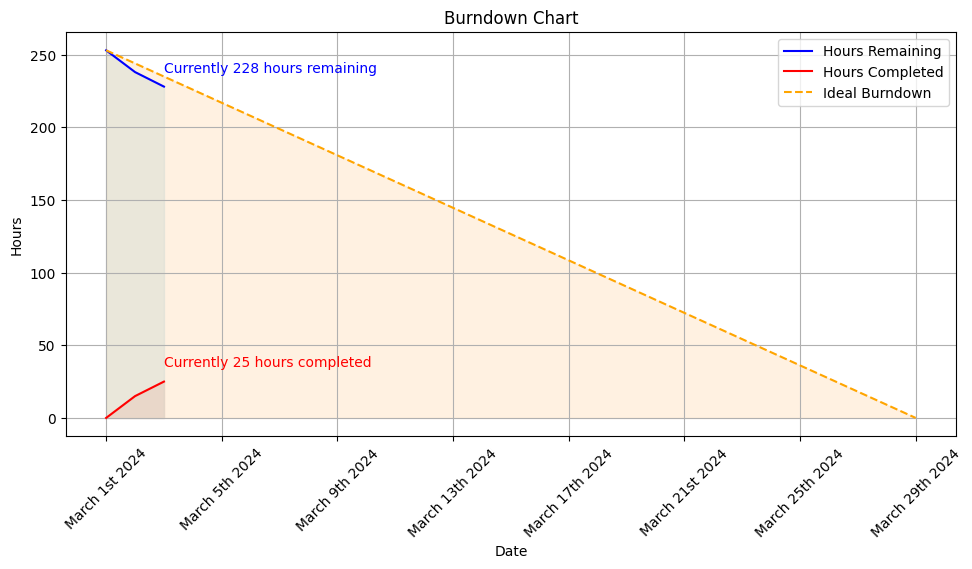 Burndown Chart
Hours Remaining
Hours Completed
Ideal Burndown
Currently 228 hours remaining
Currently 25 hours completed
250
200
150
100
50
0
Hours
March 1st 2024
March 5th 2024
March 9th 2024
March 13th 2024
March 17th 2024
March 21st 2024
March 25th 2024
March 29th 2024
Date